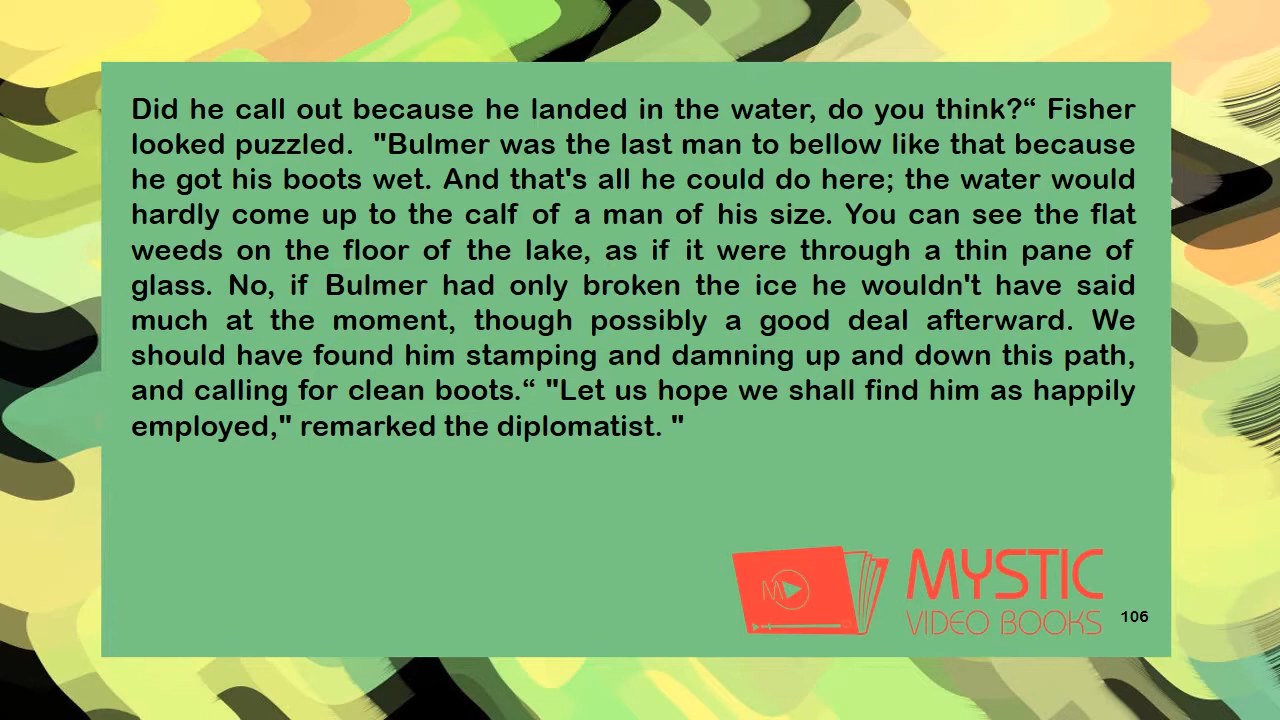 Did he call out because he landed in the water, do you think?“ Fisher
looked puzzled.  "Bulmer was the last man to bellow like that because
he got his boots wet. And that's all he could do here; the water would
hardly come up to the calf of a man of his size. You can see the flat
weeds on the floor of the lake, as if it were through a thin pane of
glass. No, if Bulmer had only broken the ice he wouldn't have said
much at the moment, though possibly a good deal afterward. We
should have found him stamping and damning up and down this path,
and calling for clean boots.“ "Let us hope we shall find him as happily
employed," remarked the diplomatist. "
M
MYSTIC
VIDEO BOOKS
106